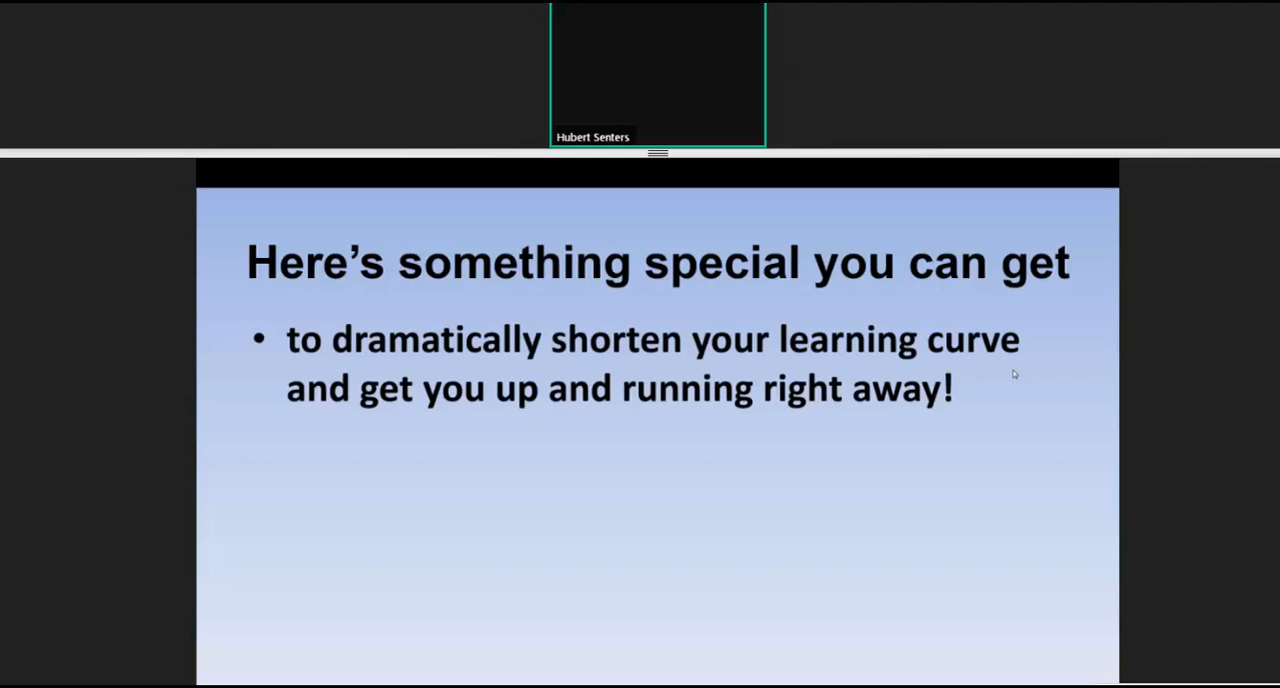 Hubert Senters
Here’s something special you can get
• to dramatically shorten your learning curve
and get you up and running right away!